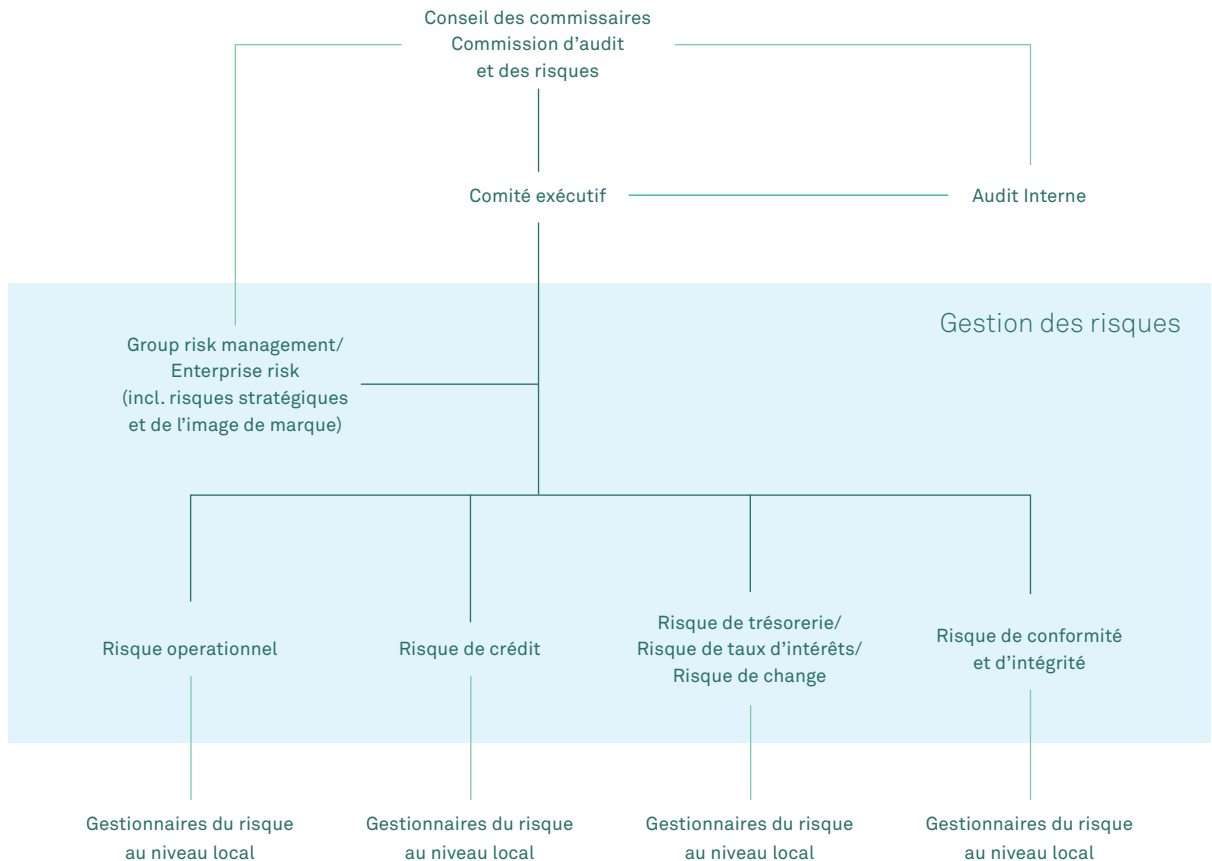 Conseil des commissaires
Commission d’audit
et des risques
Comité exécutif
Audit Interne
Gestion des risques
Group risk management/
Enterprise risk
(incl. risques stratégiques
et de l’image de marque)
Risque operationnel
Risque de crédit
Risque de trésorerie/
Risque de taux d’intérêts/
Risque de change
Risque de conformité
et d’intégrité
Gestionnaires du risque
au niveau local
Gestionnaires du risque
au niveau local
Gestionnaires du risque
au niveau local
Gestionnaires du risque
au niveau local